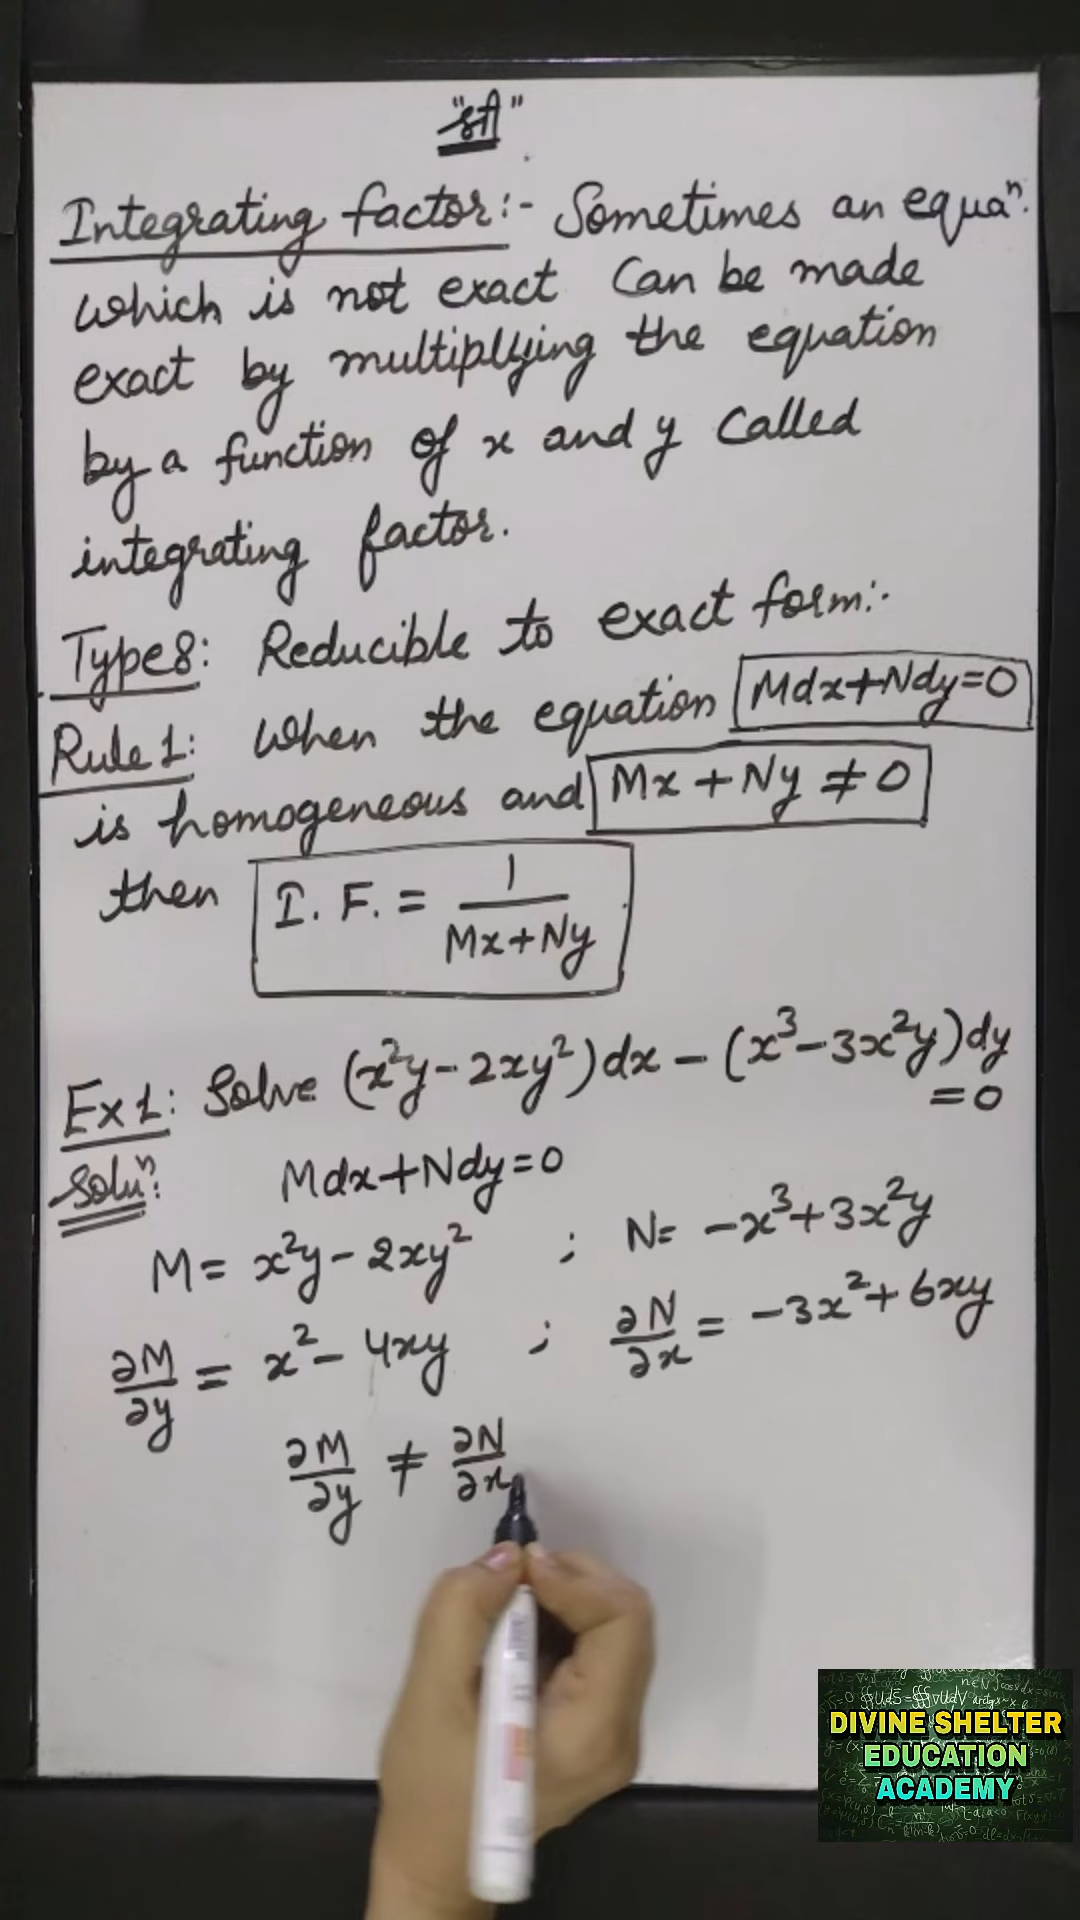 Integrating factor:- Sometimes an equaⁿ.
which is not exact can be made
exact by multiplying the equation
by a function of x and y called
integrating factor.
Type8: Reducible to exact form:-
Rule 1: When the equation Mdx+Ndy=0
is homogeneous and Mx + Ny ≠ 0
then I. F. = 1/(Mx+Ny)
Ex1: Solve (x²y-2xy²)dx - (x³-3x²y)dy
=0
Soluⁿ: Mdx+Ndy=0
M= x²y-2xy² ; N= -x³+3x²y
∂M/∂y = x²- 4xy ; ∂N/∂x = -3x²+6xy
∂M/∂y ≠ ∂N/∂x
DIVINE SHELTER
EDUCATION
ACADEMY